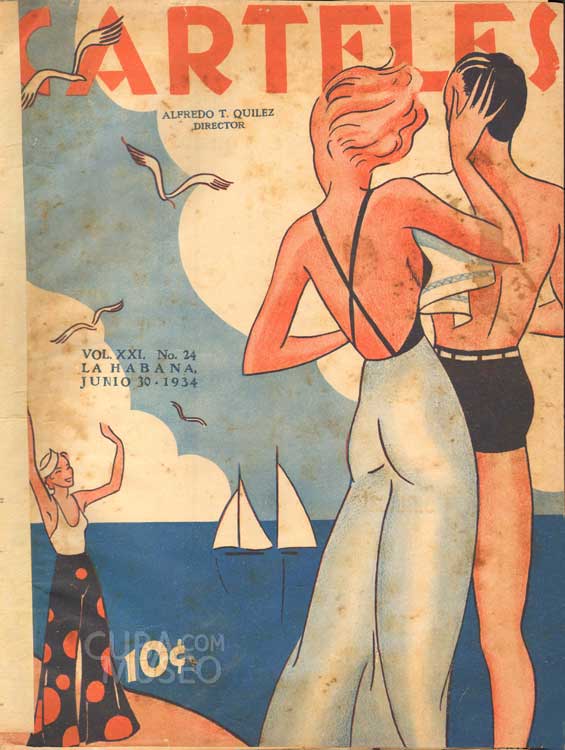 CARTELES
ALFREDO T. QUILEZ
DIRECTOR
VOL. XXI. No. 24
LA HABANA,
JUNIO 30 · 1934
10¢
CUBA.COM
MUSEO